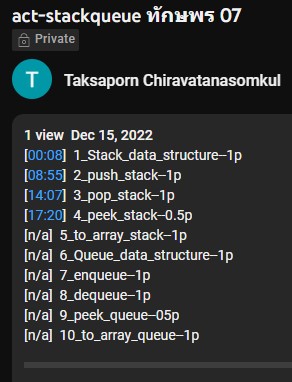 act-stackqueue ทักษพร 07
Private
T
Taksaporn Chiravatanasomkul
1 view  Dec 15, 2022
[00:08]  1_Stack_data_structure--1p
[08:55]  2_push_stack--1p
[14:07]  3_pop_stack--1p
[17:20]  4_peek_stack--0.5p
[n/a]  5_to_array_stack--1p
[n/a]  6_Queue_data_structure--1p
[n/a]  7_enqueue--1p
[n/a]  8_dequeue--1p
[n/a]  9_peek_queue--05p
[n/a]  10_to_array_queue--1p